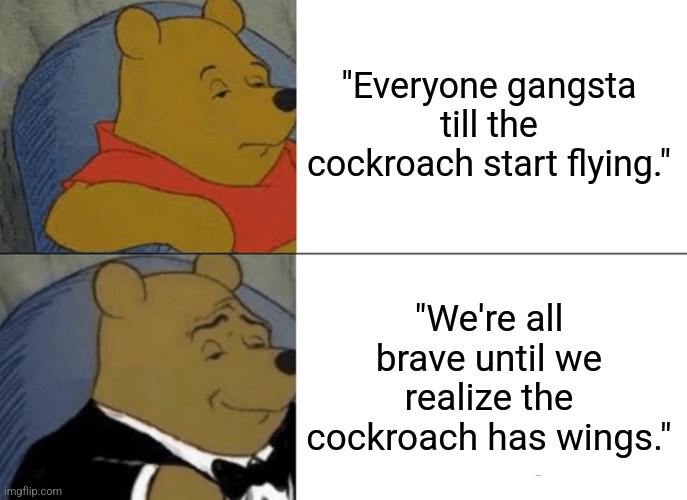 "Everyone gangsta
till the
cockroach start flying."
"We're all
brave until we
realize the
cockroach has wings."
imgflip.com